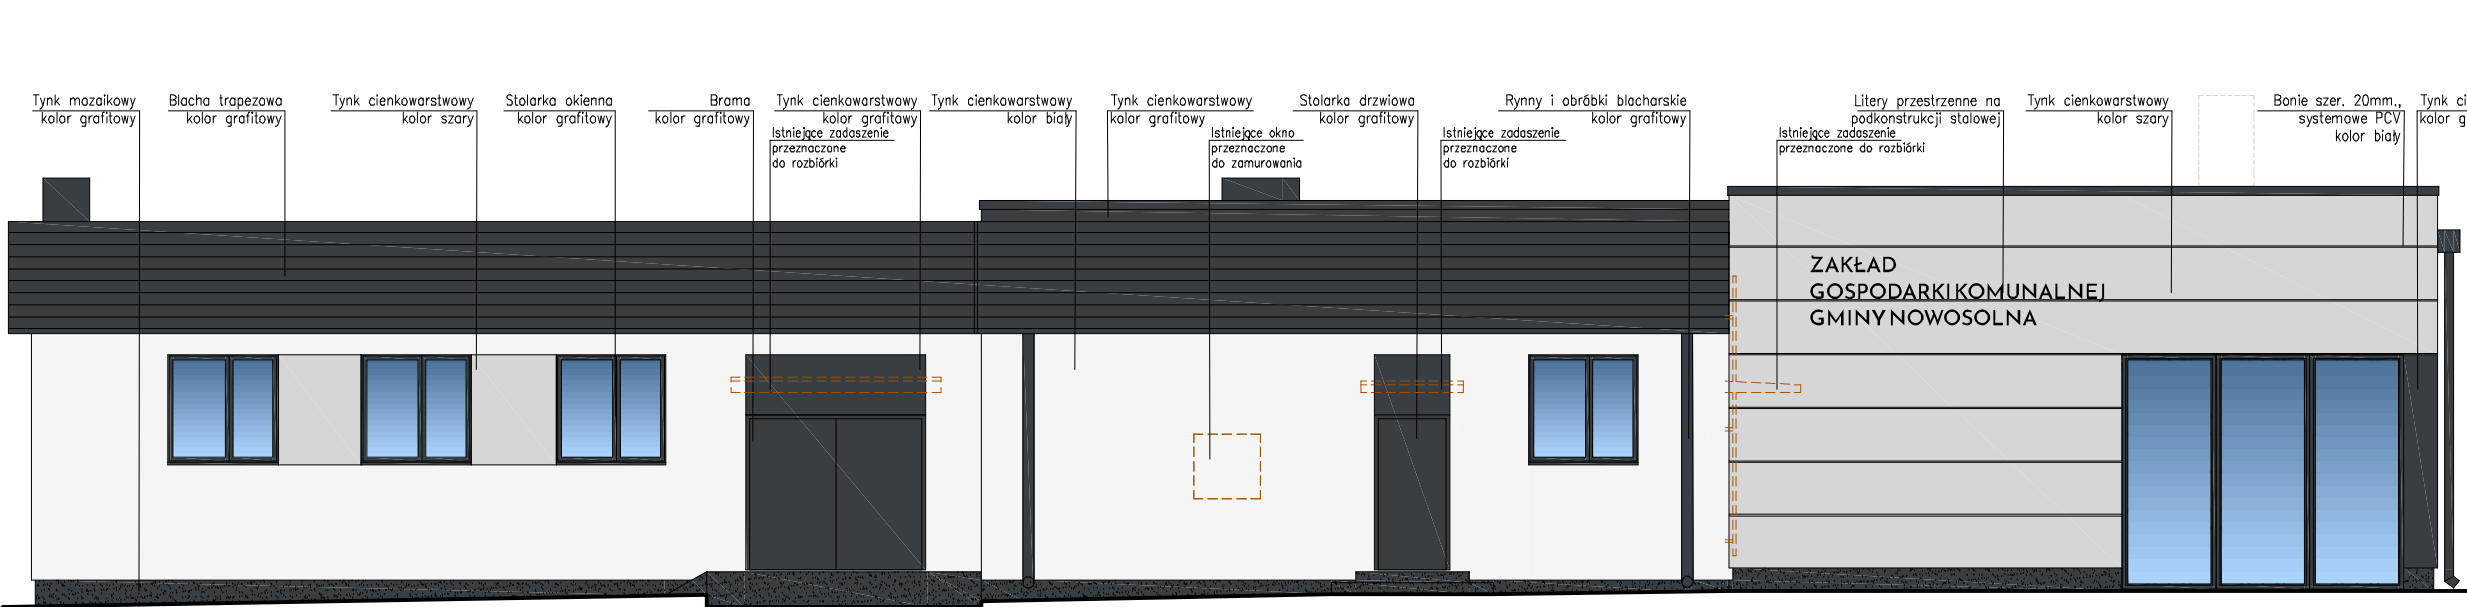 Tynk mozaikowy
kolor grafitowy
Blacha trapezowa
kolor grafitowy
Tynk cienkowarstwowy
kolor szary
Stolarka okienna
kolor grafitowy
Brama
kolor grafitowy
Tynk cienkowarstwowy
kolor grafitowy
Istniejące zadaszenie
przeznaczone
do rozbiórki
Tynk cienkowarstwowy
kolor biały
Tynk cienkowarstwowy
kolor grafitowy
Istniejące okno
przeznaczone
do zamurowania
Stolarka drzwiowa
kolor grafitowy
Istniejące zadaszenie
przeznaczone
do rozbiórki
Rynny i obróbki blacharskie
kolor grafitowy
Istniejące zadaszenie
przeznaczone do rozbiórki
Litery przestrzenne na
podkonstrukcji stalowej
Tynk cienkowarstwowy
kolor szary
Bonie szer. 20mm.,
systemowe PCV
kolor biały
Tynk ci
kolor g
ZAKŁAD
GOSPODARKI KOMUNALNEJ
GMINY NOWOSOLNA